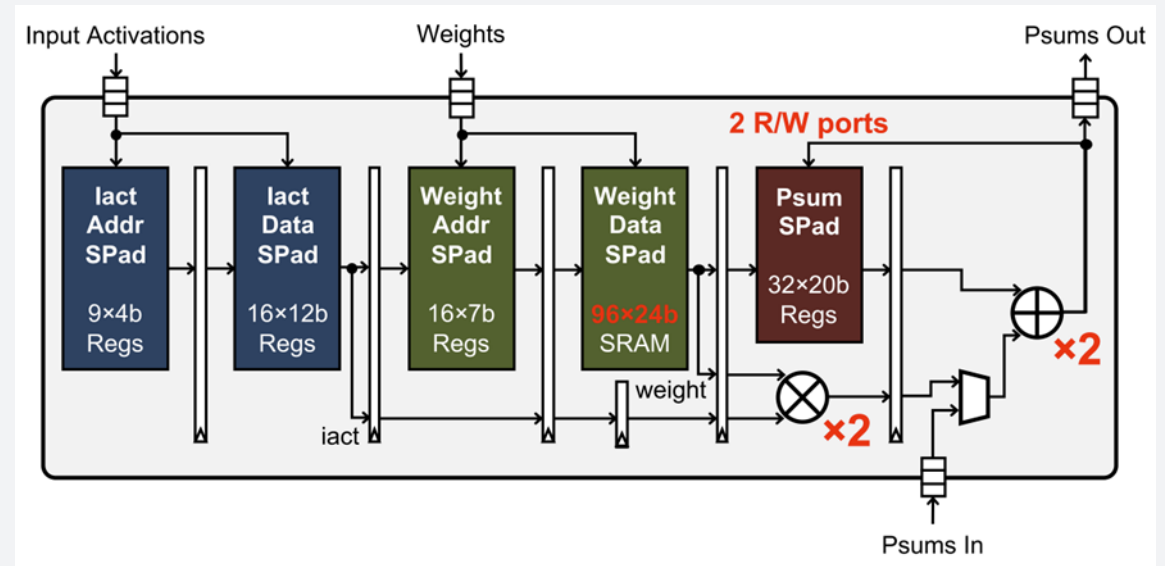 Input Activations
Weights
Psums Out
2 R/W ports
Iact
Addr
SPad
9×4b
Regs
Iact
Data
SPad
16×12b
Regs
Weight
Addr
SPad
16×7b
Regs
Weight
Data
SPad
96×24b
SRAM
Psum
SPad
32×20b
Regs
×2
weight
×2
iact
Psums In